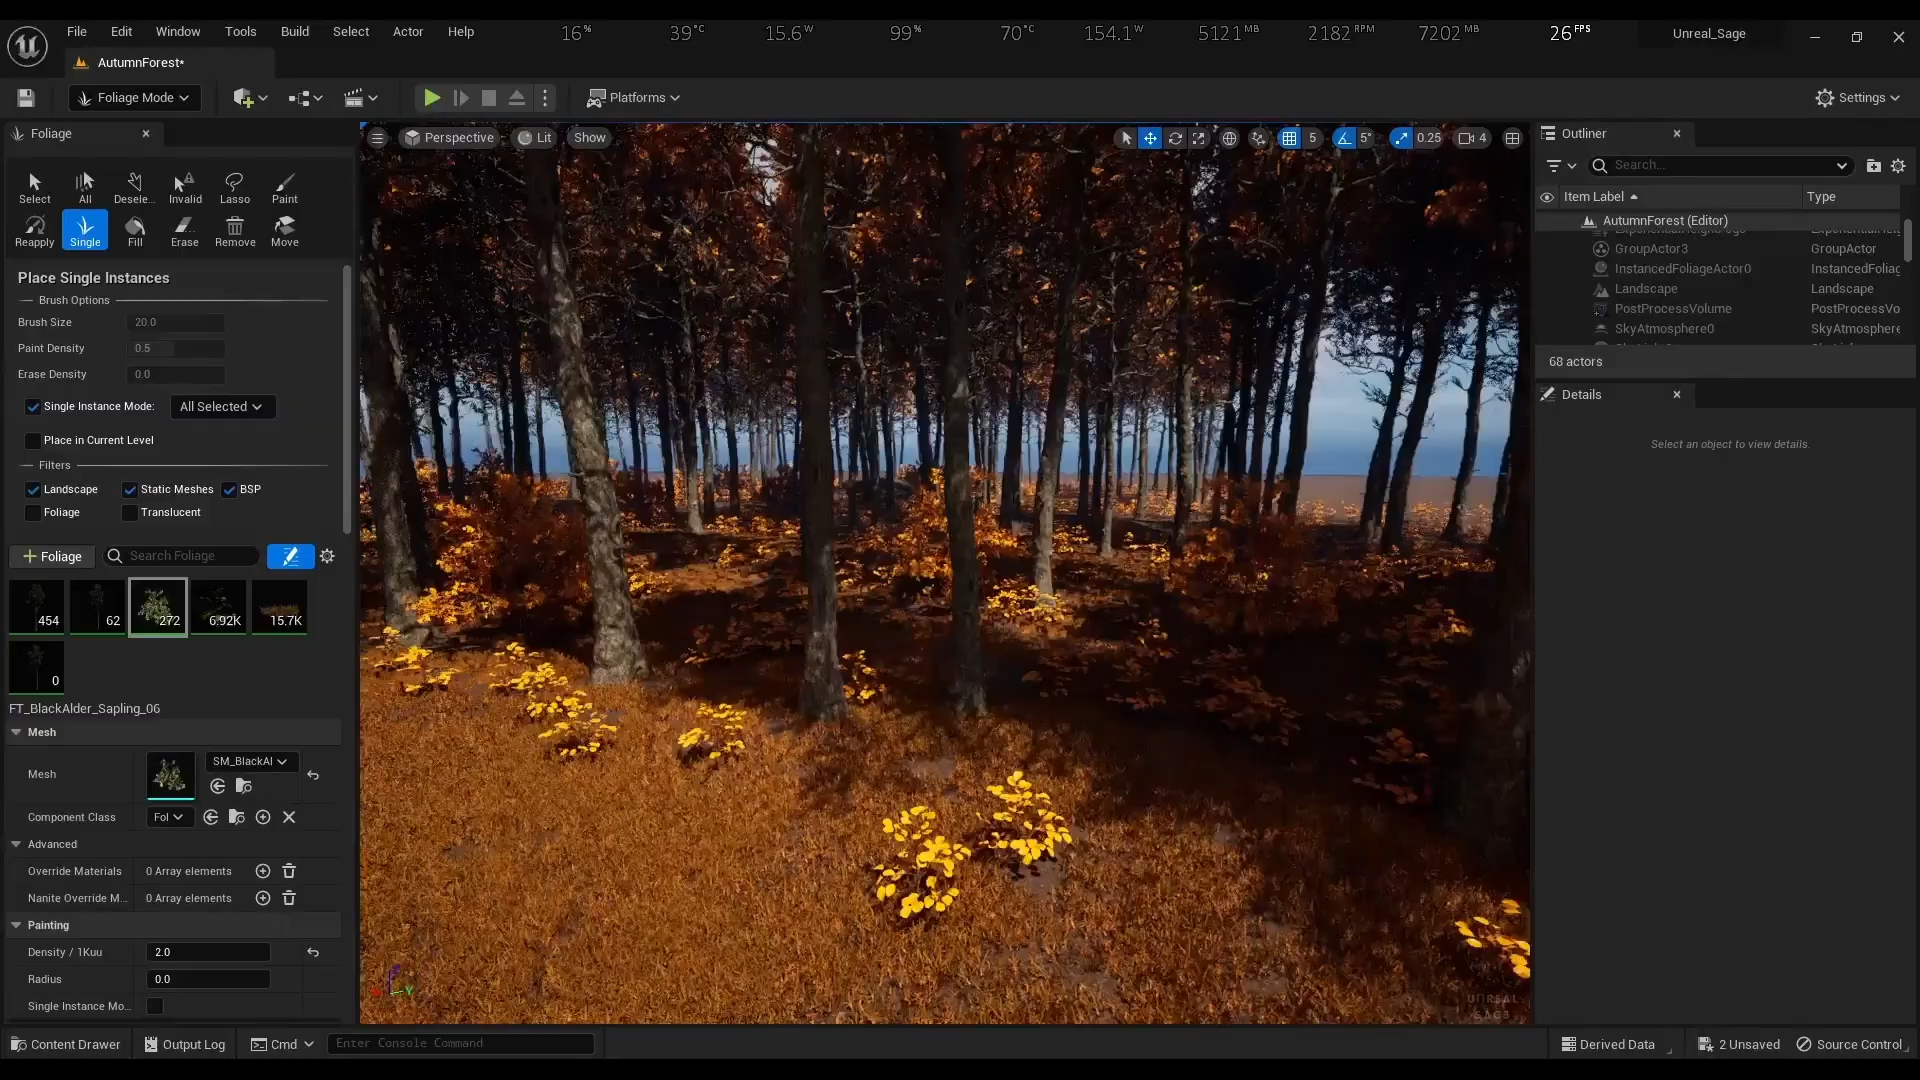 File Edit Window Tools Build Select Actor Help
16% 39°C 15.6W 99% 70°C 154.1W 5121MB 2182RPM 7202MB 26FPS
Unreal_Sage
AutumnForest*
Foliage Mode
Platforms
Settings
Foliage
Select All Desele... Invalid Lasso Paint
Reapply Single Fill Erase Remove Move
Place Single Instances
Brush Options
Brush Size 20.0
Paint Density 0.5
Erase Density 0.0
Single Instance Mode: All Selected
Place in Current Level
Filters
Landscape Static Meshes BSP
Foliage Translucent
Foliage Search Foliage
454 62 272 6.92K 15.7K
0
FT_BlackAlder_Sapling_06
Mesh
Mesh SM_BlackAl
Component Class Fol
Advanced
Override Materials 0 Array elements
Nanite Override M... 0 Array elements
Painting
Density / 1Kuu 2.0
Radius 0.0
Single Instance Mo...
Perspective Lit Show
5 5° 0.25 4
Y
UNREAL
SAGE
Outliner
Search...
Item Label Type
AutumnForest (Editor)
GroupActor3 GroupActor
InstancedFoliageActor0 InstancedFoliag
Landscape Landscape
PostProcessVolume PostProcessVo
SkyAtmosphere0 SkyAtmosphere
68 actors
Details
Select an object to view details.
Content Drawer Output Log Cmd Enter Console Command
Derived Data 2 Unsaved Source Control